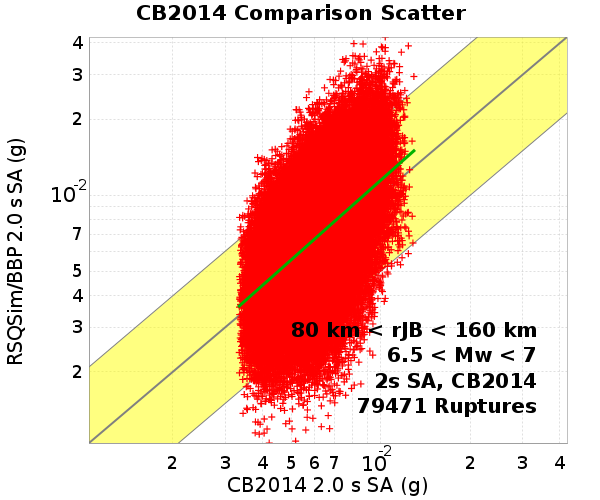 CB2014 Comparison Scatter
RSQSim/BBP 2.0 s SA (g)
4
3
2
10-2
7
5
4
3
2
80 km < rJB < 160 km
6.5 < Mw < 7
2s SA, CB2014
79471 Ruptures
2 3 4 5 6 7 10-2 2 3 4
CB2014 2.0 s SA (g)